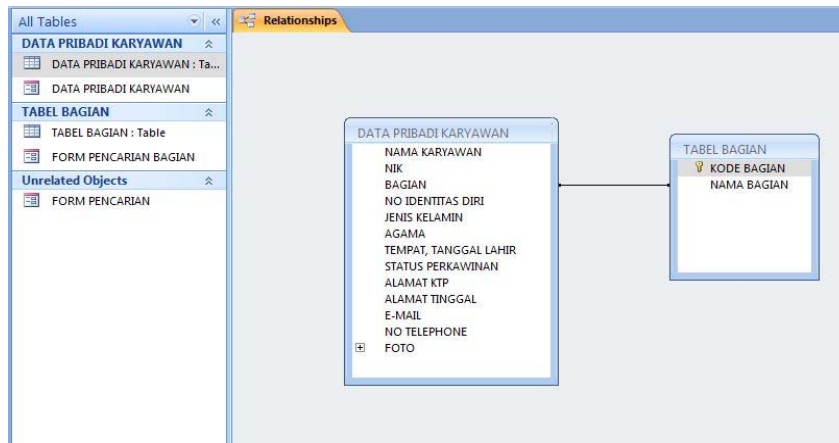 All Tables
DATA PRIBADI KARYAWAN
DATA PRIBADI KARYAWAN : Ta...
DATA PRIBADI KARYAWAN
TABEL BAGIAN
TABEL BAGIAN : Table
FORM PENCARIAN BAGIAN
Unrelated Objects
FORM PENCARIAN
Relationships
DATA PRIBADI KARYAWAN
NAMA KARYAWAN
NIK
BAGIAN
NO IDENTITAS DIRI
JENIS KELAMIN
AGAMA
TEMPAT, TANGGAL LAHIR
STATUS PERKAWINAN
ALAMAT KTP
ALAMAT TINGGAL
E-MAIL
NO TELEPHONE
FOTO
TABEL BAGIAN
KODE BAGIAN
NAMA BAGIAN